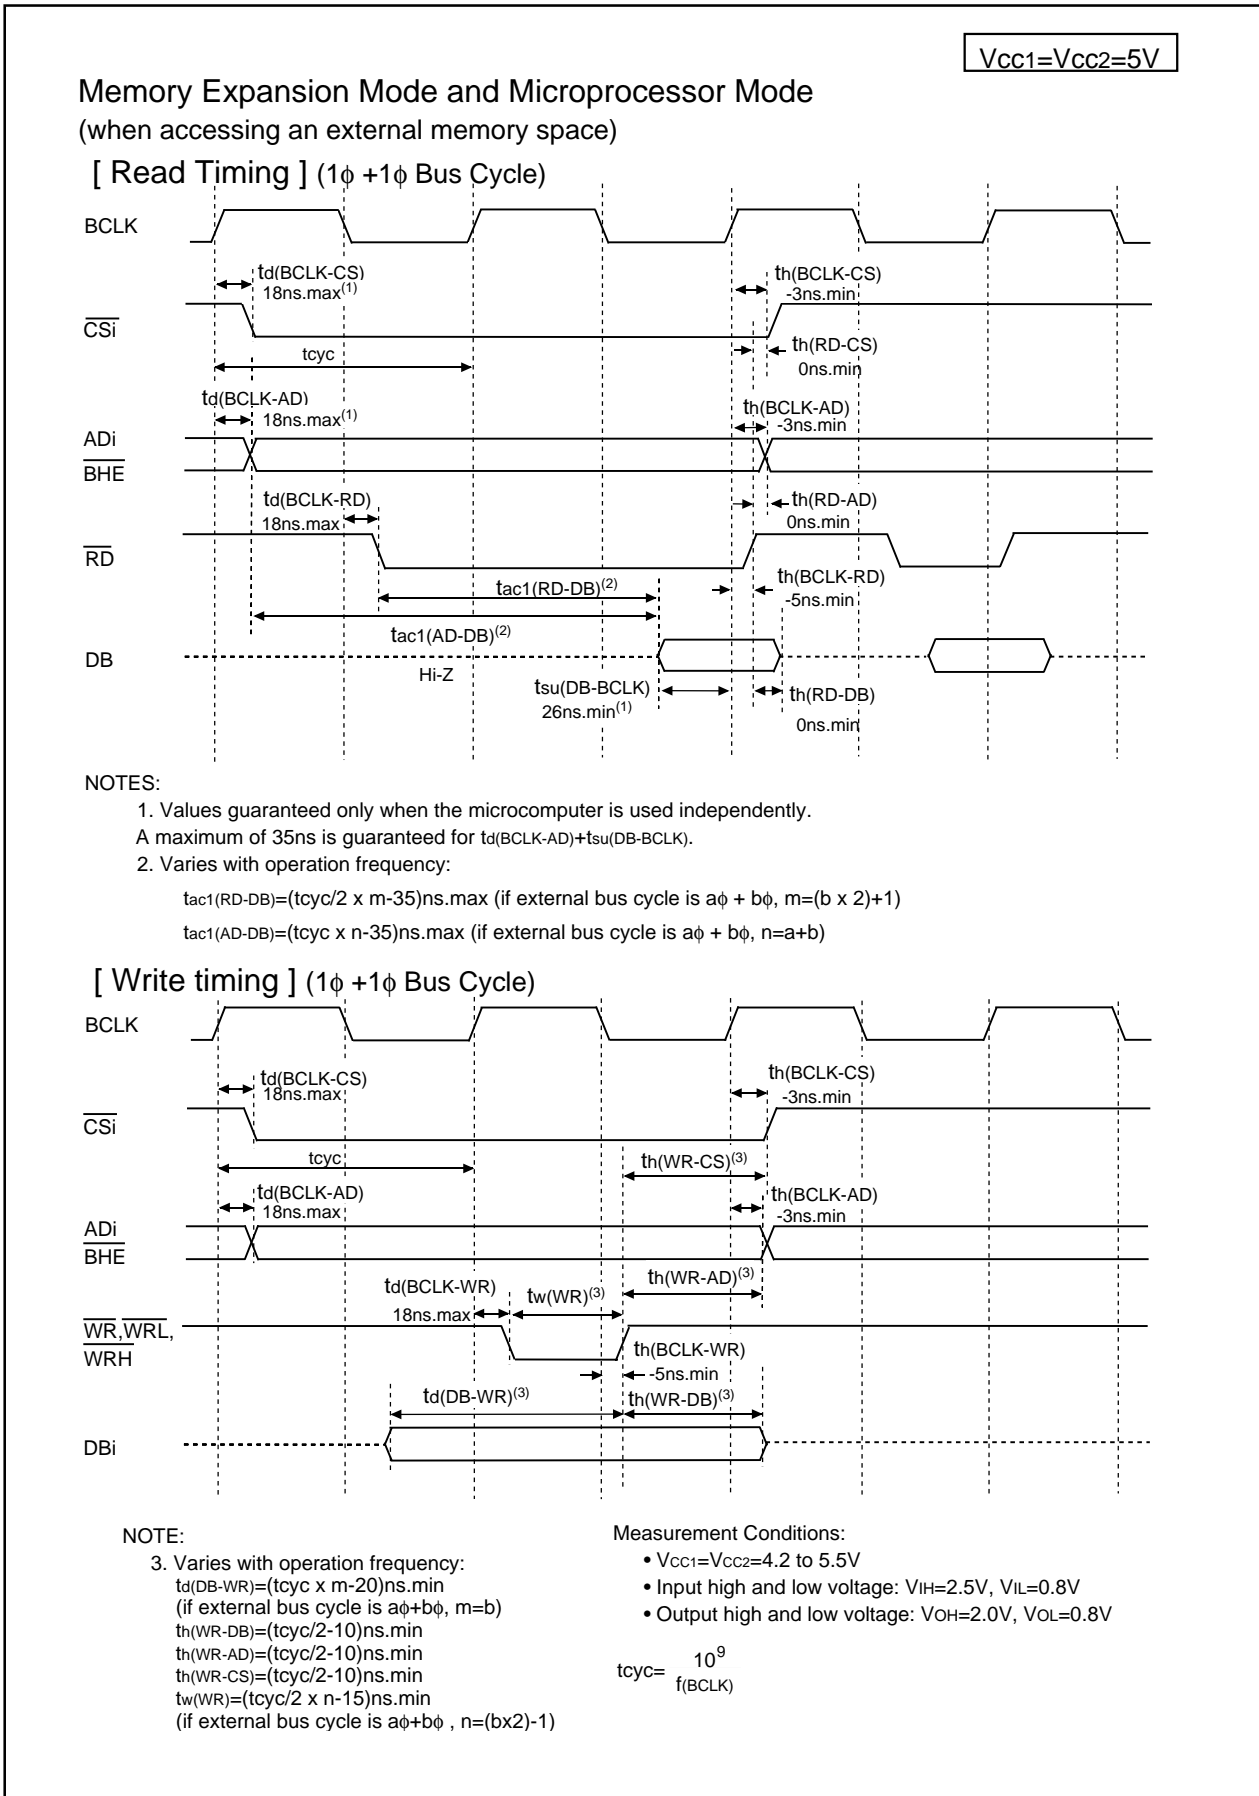 Vcc1=Vcc2=5V
Memory Expansion Mode and Microprocessor Mode
(when accessing an external memory space)
[ Read Timing ] (1ϕ +1ϕ Bus Cycle)
BCLK
td(BCLK-CS)
18ns.max(1)
th(BCLK-CS)
-3ns.min
CSi
tcyc
th(RD-CS)
0ns.min
td(BCLK-AD)
18ns.max(1)
th(BCLK-AD)
-3ns.min
ADi
BHE
td(BCLK-RD)
18ns.max
th(RD-AD)
0ns.min
RD
tac1(RD-DB)(2)
th(BCLK-RD)
-5ns.min
tac1(AD-DB)(2)
DB
Hi-Z
tsu(DB-BCLK)
26ns.min(1)
th(RD-DB)
0ns.min
NOTES:
1. Values guaranteed only when the microcomputer is used independently.
A maximum of 35ns is guaranteed for td(BCLK-AD)+tsu(DB-BCLK).
2. Varies with operation frequency:
tac1(RD-DB)=(tcyc/2 x m-35)ns.max (if external bus cycle is aϕ + bϕ, m=(b x 2)+1)
tac1(AD-DB)=(tcyc x n-35)ns.max (if external bus cycle is aϕ + bϕ, n=a+b)
[ Write timing ] (1ϕ +1ϕ Bus Cycle)
BCLK
td(BCLK-CS)
18ns.max
th(BCLK-CS)
-3ns.min
CSi
tcyc
th(WR-CS)(3)
td(BCLK-AD)
18ns.max
th(BCLK-AD)
-3ns.min
ADi
BHE
td(BCLK-WR)
18ns.max
tw(WR)(3)
th(WR-AD)(3)
WR,WRL,
WRH
th(BCLK-WR)
-5ns.min
td(DB-WR)(3)
th(WR-DB)(3)
DBi
NOTE:
3. Varies with operation frequency:
td(DB-WR)=(tcyc x m-20)ns.min
(if external bus cycle is aϕ+bϕ, m=b)
th(WR-DB)=(tcyc/2-10)ns.min
th(WR-AD)=(tcyc/2-10)ns.min
th(WR-CS)=(tcyc/2-10)ns.min
tw(WR)=(tcyc/2 x n-15)ns.min
(if external bus cycle is aϕ+bϕ , n=(bx2)-1)
Measurement Conditions:
• VCC1=VCC2=4.2 to 5.5V
• Input high and low voltage: VIH=2.5V, VIL=0.8V
• Output high and low voltage: VOH=2.0V, VOL=0.8V
tcyc= 10^9
f(BCLK)